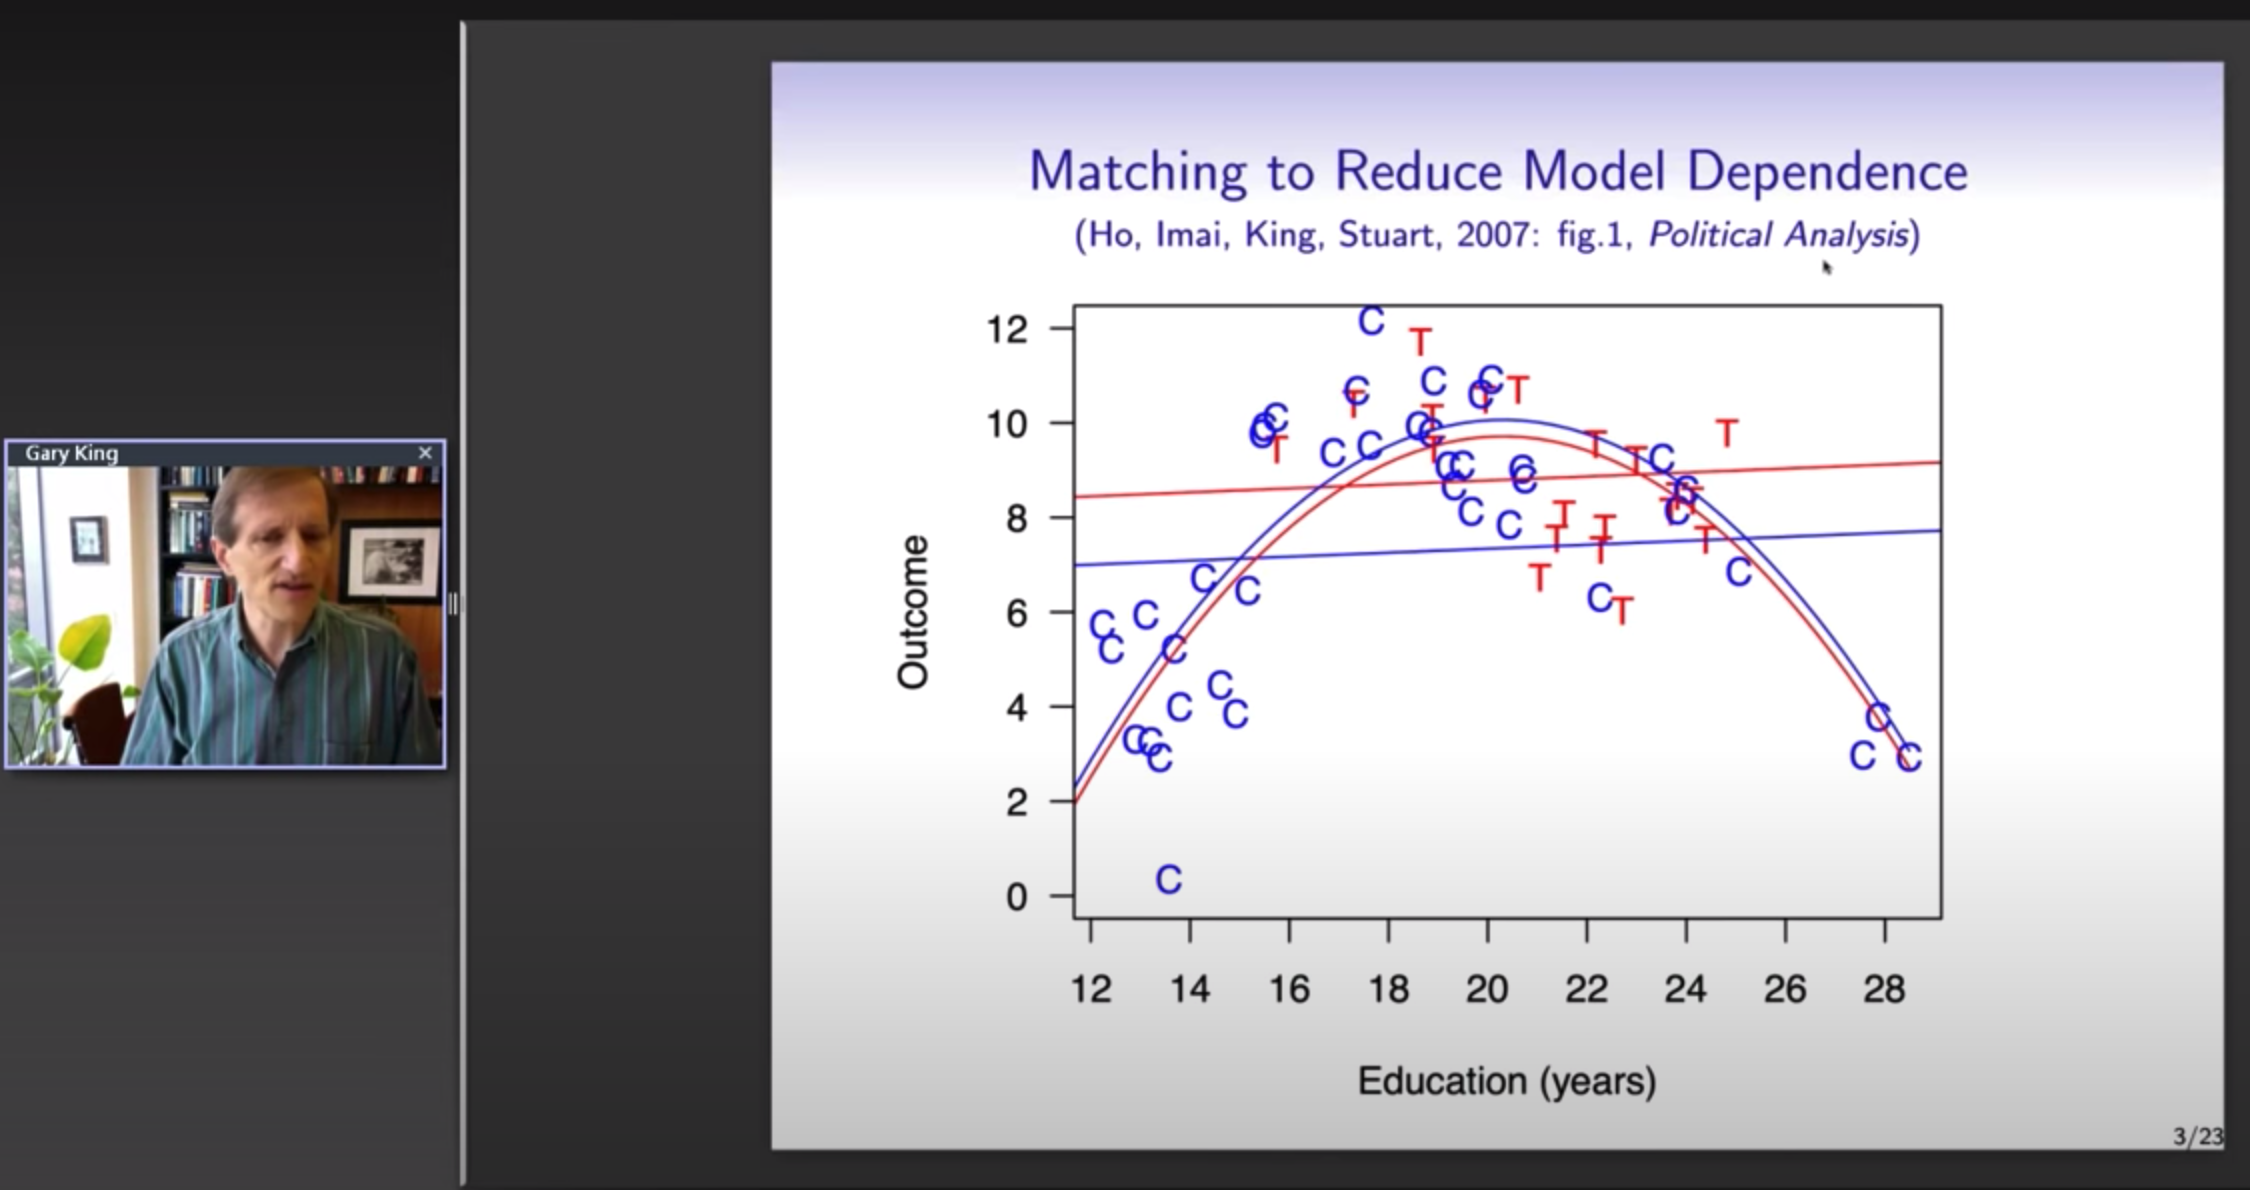 Gary King
Matching to Reduce Model Dependence
(Ho, Imai, King, Stuart, 2007: fig.1, Political Analysis)
12
10
8
6
4
2
0
Outcome
C C C C C C C C C C C C C C C C C C C C C C C C C C C C C C C C C C C C C C C C C C
T T T T T T T T T T T T T T T T T T T T
12 14 16 18 20 22 24 26 28
Education (years)
3/23